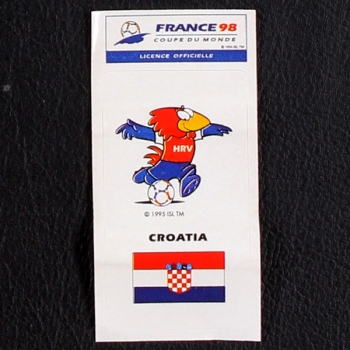 FRANCE 98
COUPE DU MONDE
LICENCE OFFICIELLE
HRV
© 1995 ISL TM
CROATIA